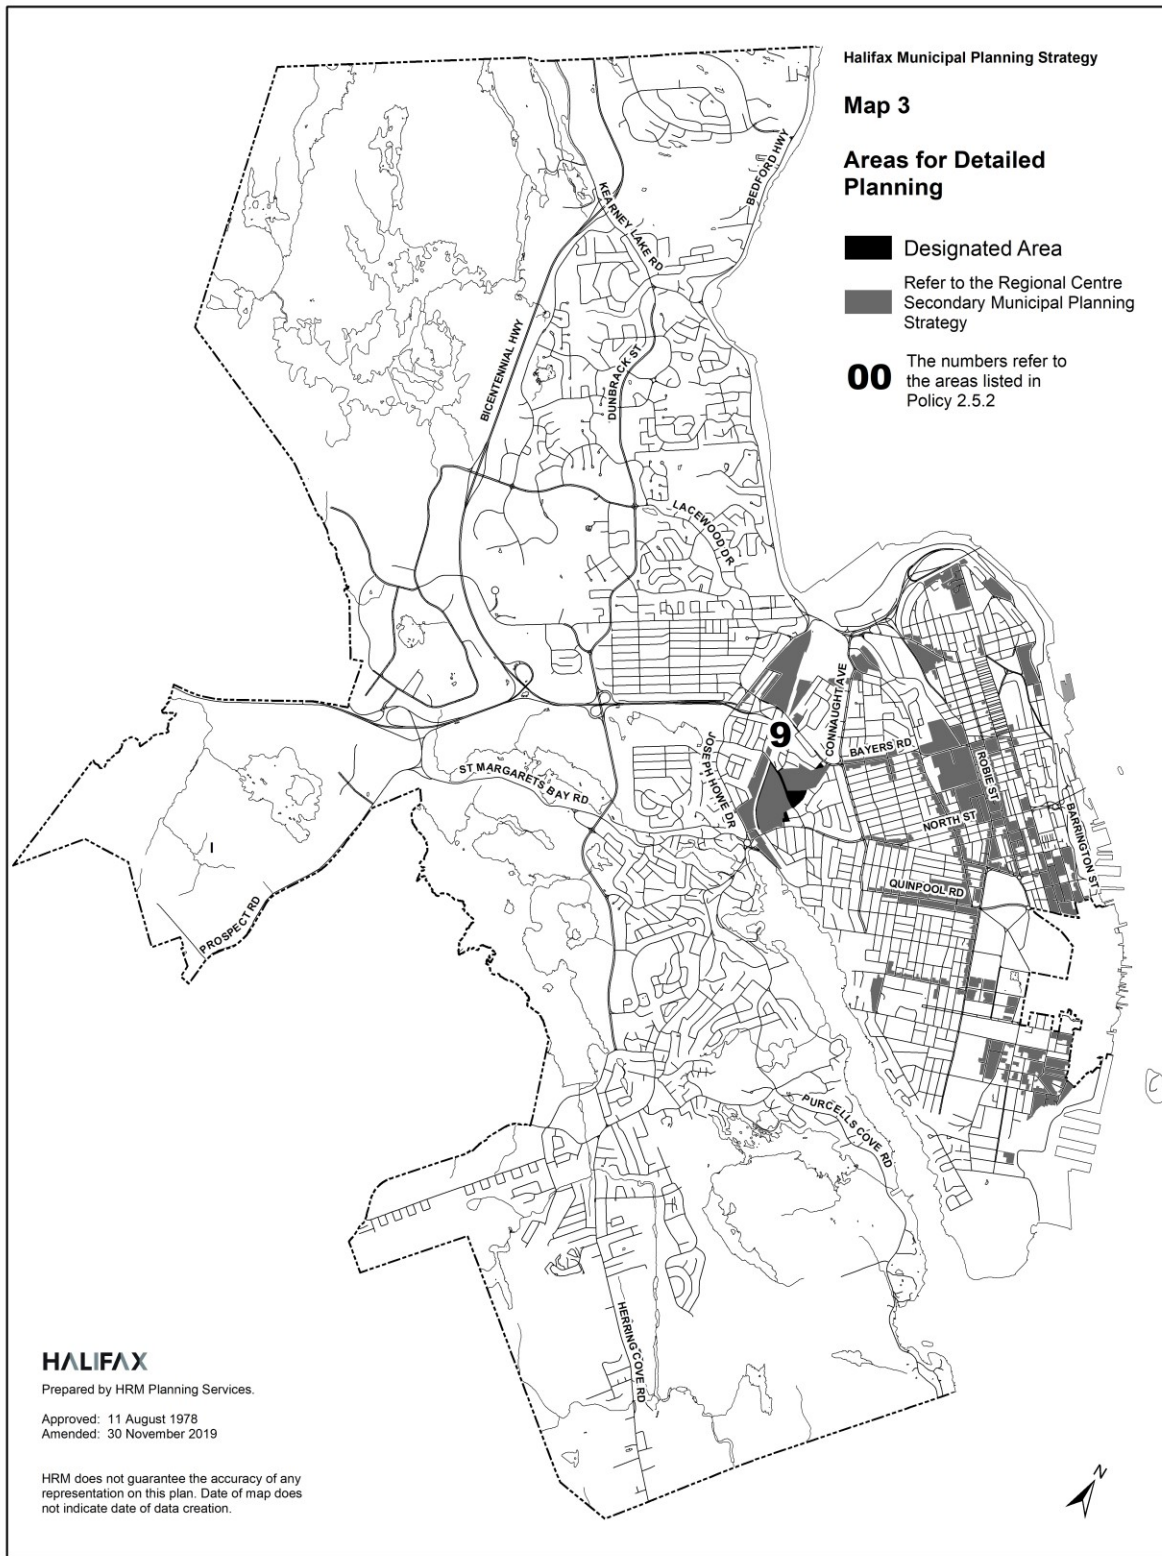 Halifax Municipal Planning Strategy
Map 3
Areas for Detailed
Planning
Designated Area
Refer to the Regional Centre
Secondary Municipal Planning
Strategy
00
The numbers refer to
the areas listed in
Policy 2.5.2
BEDFORD HWY
KEARNEY LAKE RD
BICENTENNIAL HWY
DUNBRACK ST
LACEWOOD DR
CONNAUGHT AVE
9
BAYERS RD
JOSEPH HOWE DR
ROBIE ST
ST MARGARETS BAY RD
NORTH ST
BARRINGTON ST
QUINPOOL RD
PROSPECT RD
PURCELLS COVE RD
HERRING COVE RD
HALIFAX
Prepared by HRM Planning Services.
Approved: 11 August 1978
Amended: 30 November 2019
HRM does not guarantee the accuracy of any
representation on this plan. Date of map does
not indicate date of data creation.
N